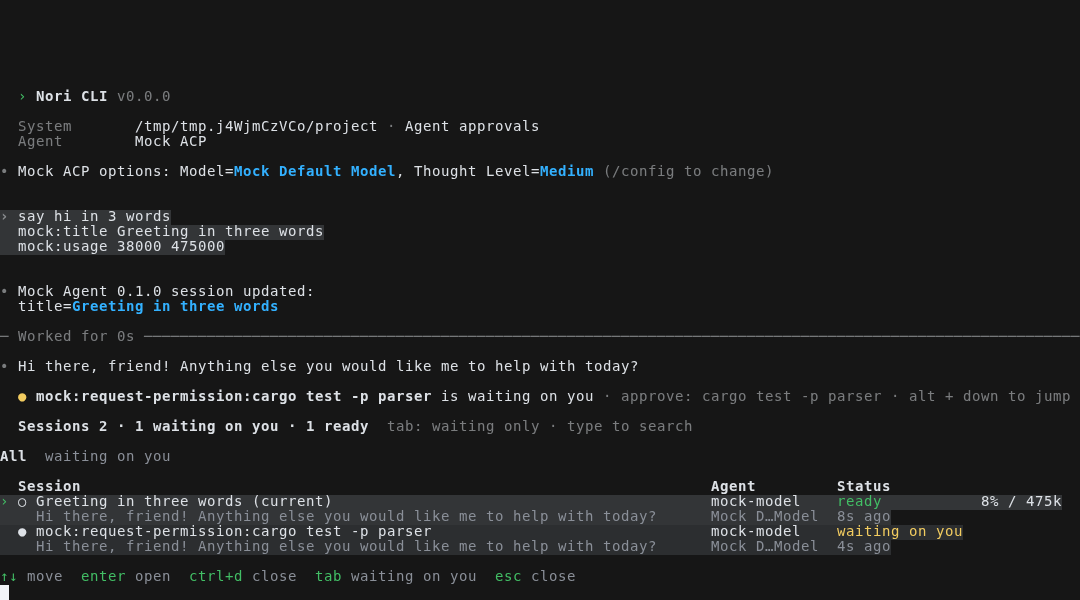 › Nori CLI v0.0.0
System /tmp/tmp.j4WjmCzVCo/project · Agent approvals
Agent Mock ACP
• Mock ACP options: Model=Mock Default Model, Thought Level=Medium (/config to change)
› say hi in 3 words
mock:title Greeting in three words
mock:usage 38000 475000
• Mock Agent 0.1.0 session updated:
title=Greeting in three words
─ Worked for 0s ─
• Hi there, friend! Anything else you would like me to help with today?
● mock:request-permission:cargo test -p parser is waiting on you · approve: cargo test -p parser · alt + down to jump
Sessions 2 · 1 waiting on you · 1 ready tab: waiting only · type to search
All waiting on you
Session Agent Status
› ○ Greeting in three words (current) mock-model ready 8% / 475k
Hi there, friend! Anything else you would like me to help with today? Mock D…Model 8s ago
● mock:request-permission:cargo test -p parser mock-model waiting on you
Hi there, friend! Anything else you would like me to help with today? Mock D…Model 4s ago
↑↓ move enter open ctrl+d close tab waiting on you esc close